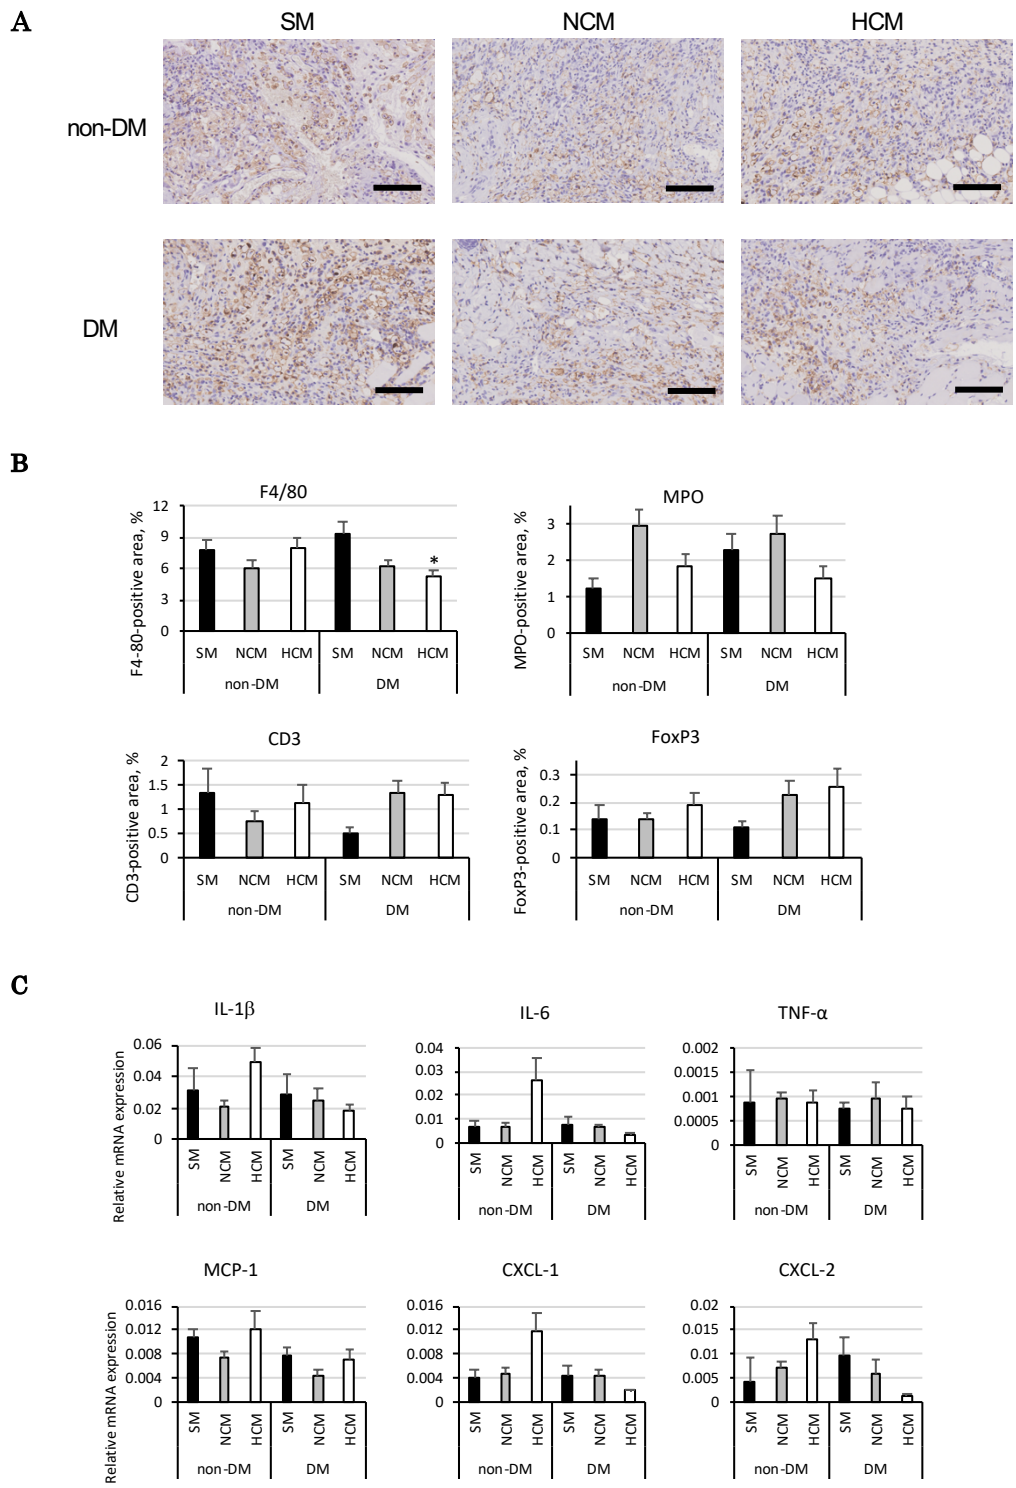 A
SM NCM HCM
non-DM
DM
B
F4/80
F4-80-positive area, %
12
9
6
3
0
*
SM NCM HCM SM NCM HCM
non-DM DM
MPO
MPO-positive area, %
3
2
1
0
SM NCM HCM SM NCM HCM
non-DM DM
CD3
CD3-positive area, %
2
1.5
1
0.5
0
SM NCM HCM SM NCM HCM
non-DM DM
FoxP3
FoxP3-positive area, %
0.3
0.2
0.1
0
SM NCM HCM SM NCM HCM
non-DM DM
C
IL-1β
Relative mRNA expression
0.06
0.04
0.02
0
SM NCM HCM SM NCM HCM
non-DM DM
IL-6
0.04
0.03
0.02
0.01
0
SM NCM HCM SM NCM HCM
non-DM DM
TNF-α
0.002
0.0015
0.001
0.0005
0
SM NCM HCM SM NCM HCM
non-DM DM
MCP-1
Relative mRNA expression
0.016
0.012
0.008
0.004
0
SM NCM HCM SM NCM HCM
non-DM DM
CXCL-1
0.016
0.012
0.008
0.004
0
SM NCM HCM SM NCM HCM
non-DM DM
CXCL-2
0.02
0.015
0.01
0.005
0
SM NCM HCM SM NCM HCM
non-DM DM